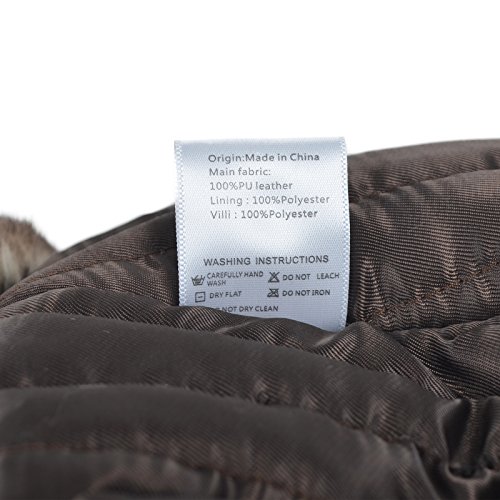 Origin:Made in China
Main fabric:
100%PU leather
Lining : 100%Polyester
Villi : 100%Polyester
WASHING INSTRUCTIONS
CAREFULLY HAND WASH DO NOT LEACH
DRY FLAT DO NOT IRON
DO NOT DRY CLEAN